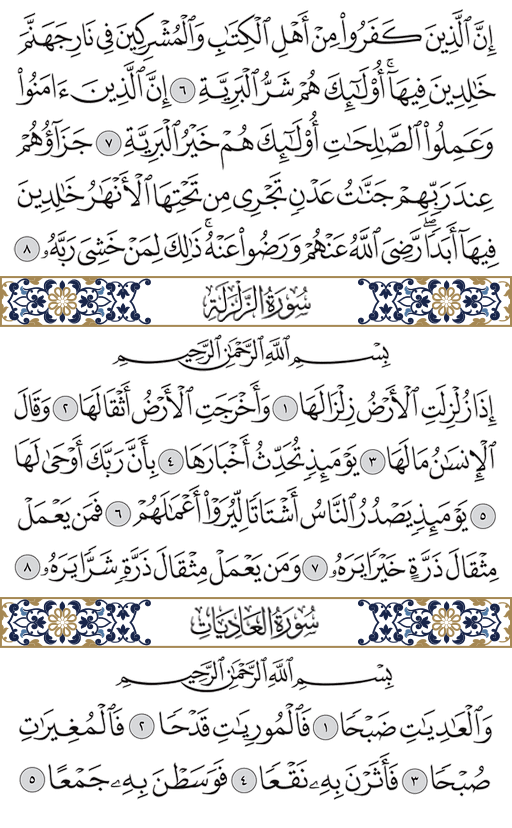 إِنَّ ٱلَّذِينَ كَفَرُواْ مِنْ أَهْلِ ٱلْكِتَٰبِ وَٱلْمُشْرِكِينَ فِى نَارِ جَهَنَّمَ
خَٰلِدِينَ فِيهَآۚ أُوْلَٰٓئِكَ هُمْ شَرُّ ٱلْبَرِيَّةِ ٦ إِنَّ ٱلَّذِينَ ءَامَنُواْ
وَعَمِلُواْ ٱلصَّٰلِحَٰتِ أُوْلَٰٓئِكَ هُمْ خَيْرُ ٱلْبَرِيَّةِ ٧ جَزَآؤُهُمْ
عِندَ رَبِّهِمْ جَنَّٰتُ عَدْنٍ تَجْرِى مِن تَحْتِهَا ٱلْأَنْهَٰرُ خَٰلِدِينَ
فِيهَآ أَبَدًاۖ رَّضِىَ ٱللَّهُ عَنْهُمْ وَرَضُواْ عَنْهُۚ ذَٰلِكَ لِمَنْ خَشِىَ رَبَّهُۥ ٨
سُورَةُ الزَّلْزَلَةِ
بِسْمِ ٱللَّهِ ٱلرَّحْمَٰنِ ٱلرَّحِيمِ
إِذَا زُلْزِلَتِ ٱلْأَرْضُ زِلْزَالَهَا ١ وَأَخْرَجَتِ ٱلْأَرْضُ أَثْقَالَهَا ٢ وَقَالَ
ٱلْإِنسَٰنُ مَا لَهَا ٣ يَوْمَئِذٍ تُحَدِّثُ أَخْبَارَهَا ٤ بِأَنَّ رَبَّكَ أَوْحَىٰ لَهَا
٥ يَوْمَئِذٍ يَصْدُرُ ٱلنَّاسُ أَشْتَاتًا لِّيُرَوْاْ أَعْمَٰلَهُمْ ٦ فَمَن يَعْمَلْ
مِثْقَالَ ذَرَّةٍ خَيْرًا يَرَهُۥ ٧ وَمَن يَعْمَلْ مِثْقَالَ ذَرَّةٍ شَرًّا يَرَهُۥ ٨
سُورَةُ العَادِيَاتِ
بِسْمِ ٱللَّهِ ٱلرَّحْمَٰنِ ٱلرَّحِيمِ
وَٱلْعَٰدِيَٰتِ ضَبْحًا ١ فَٱلْمُورِيَٰتِ قَدْحًا ٢ فَٱلْمُغِيرَٰتِ
صُبْحًا ٣ فَأَثَرْنَ بِهِۦ نَقْعًا ٤ فَوَسَطْنَ بِهِۦ جَمْعًا ٥